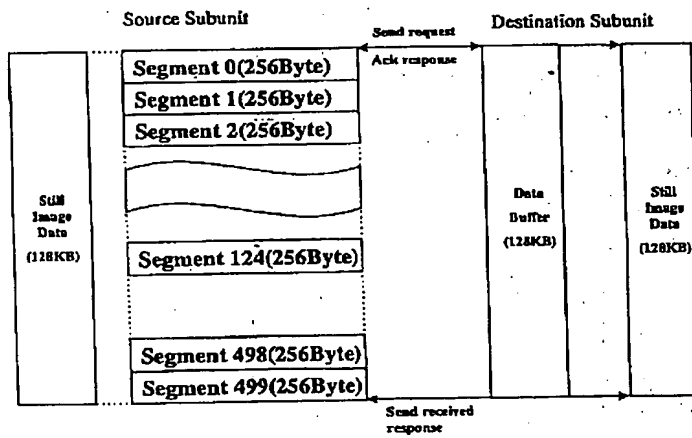 Source Subunit
Destination Subunit
Send request
Ack response
Segment 0(256Byte)
Segment 1(256Byte)
Segment 2(256Byte)
Still
Image
Data
(128KB)
Segment 124(256Byte)
Data
Buffer
(128KB)
Still
Image
Data
(128KB)
Segment 498(256Byte)
Segment 499(256Byte)
Send received
response